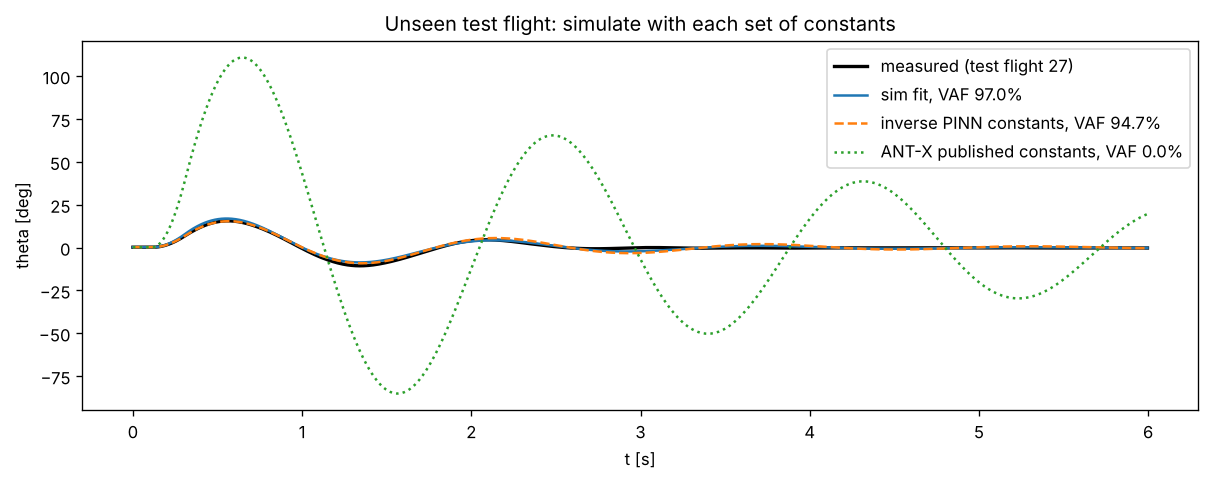 Unseen test flight: simulate with each set of constants
measured (test flight 27)
sim fit, VAF 97.0%
inverse PINN constants, VAF 94.7%
ANT-X published constants, VAF 0.0%
theta [deg]
100
75
50
25
0
−25
−50
−75
0 1 2 3 4 5 6
t [s]